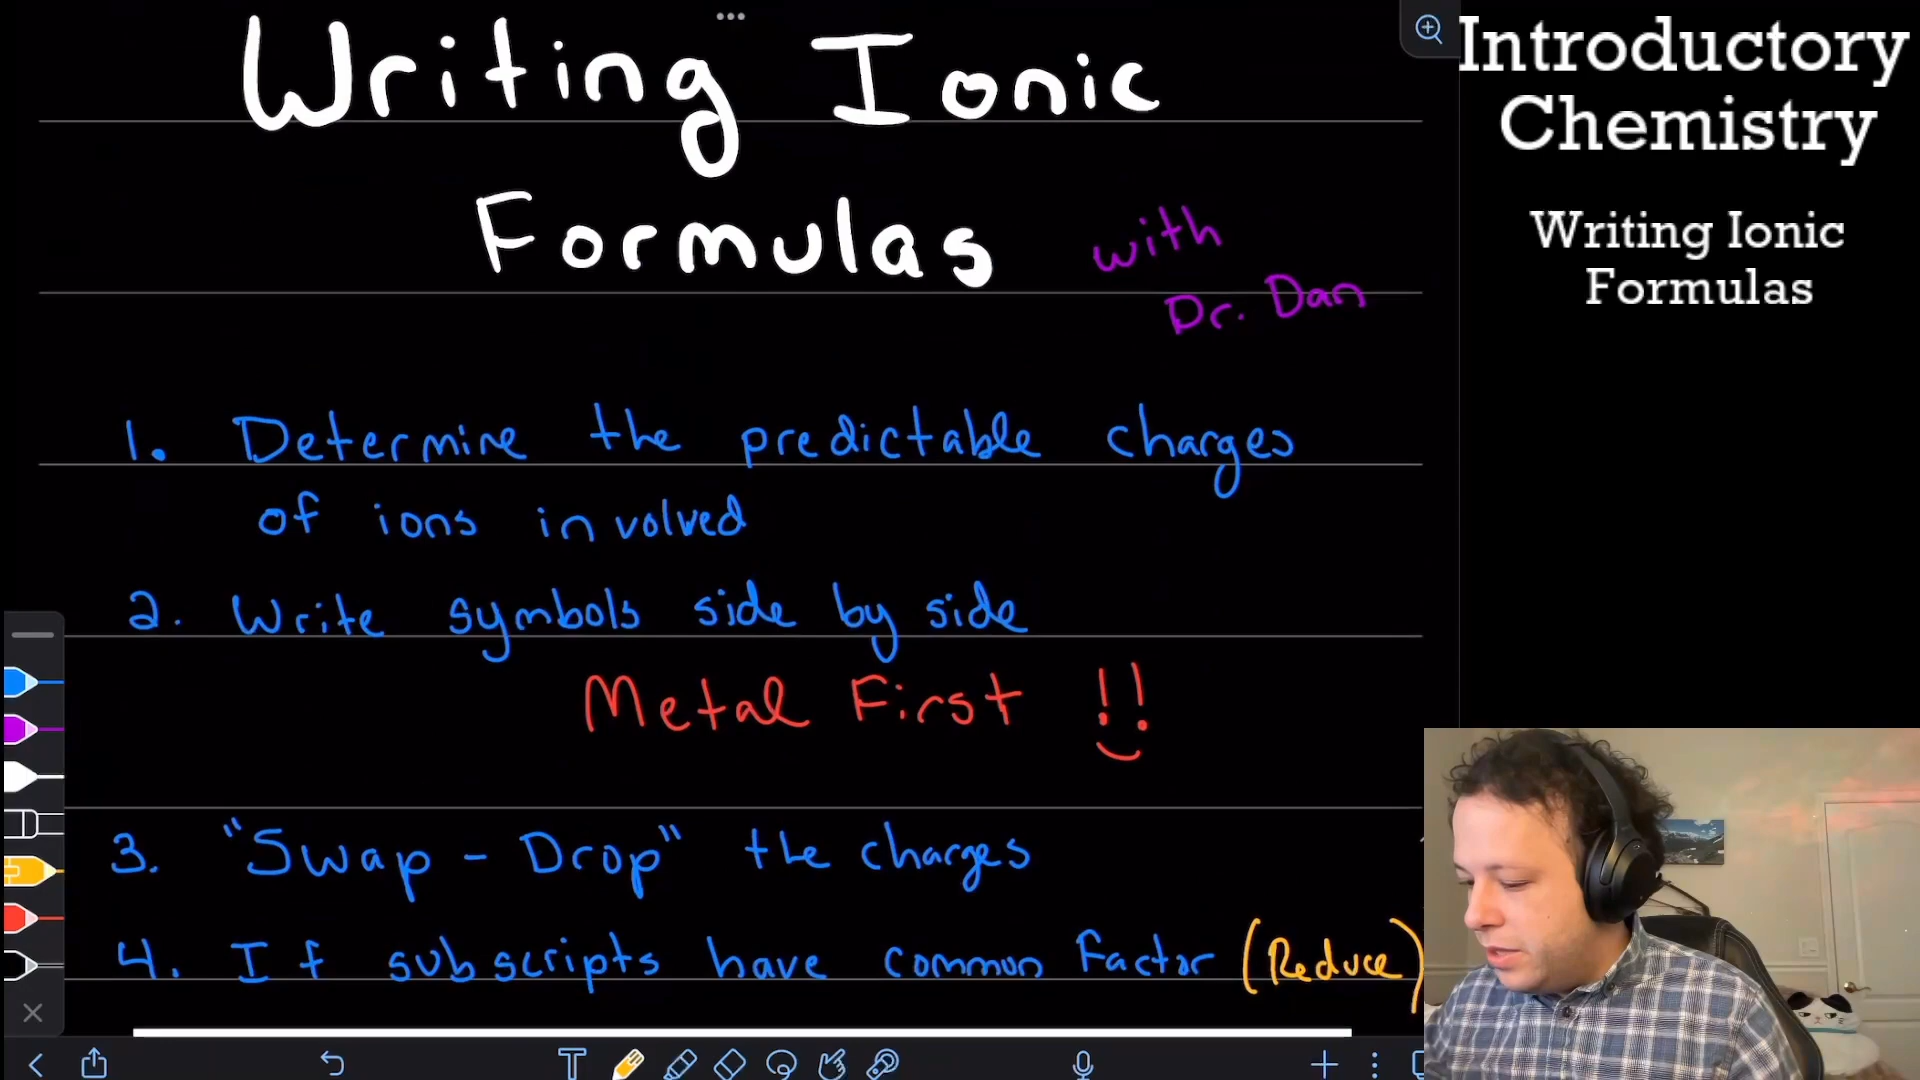 Writing Ionic
Formulas
with
Dr. Dan
1. Determine the predictable charges
of ions involved
2. Write symbols side by side
Metal First !!
3. "Swap - Drop" the charges
4. If subscripts have common Factor (Reduce)
Introductory
Chemistry
Writing Ionic
Formulas